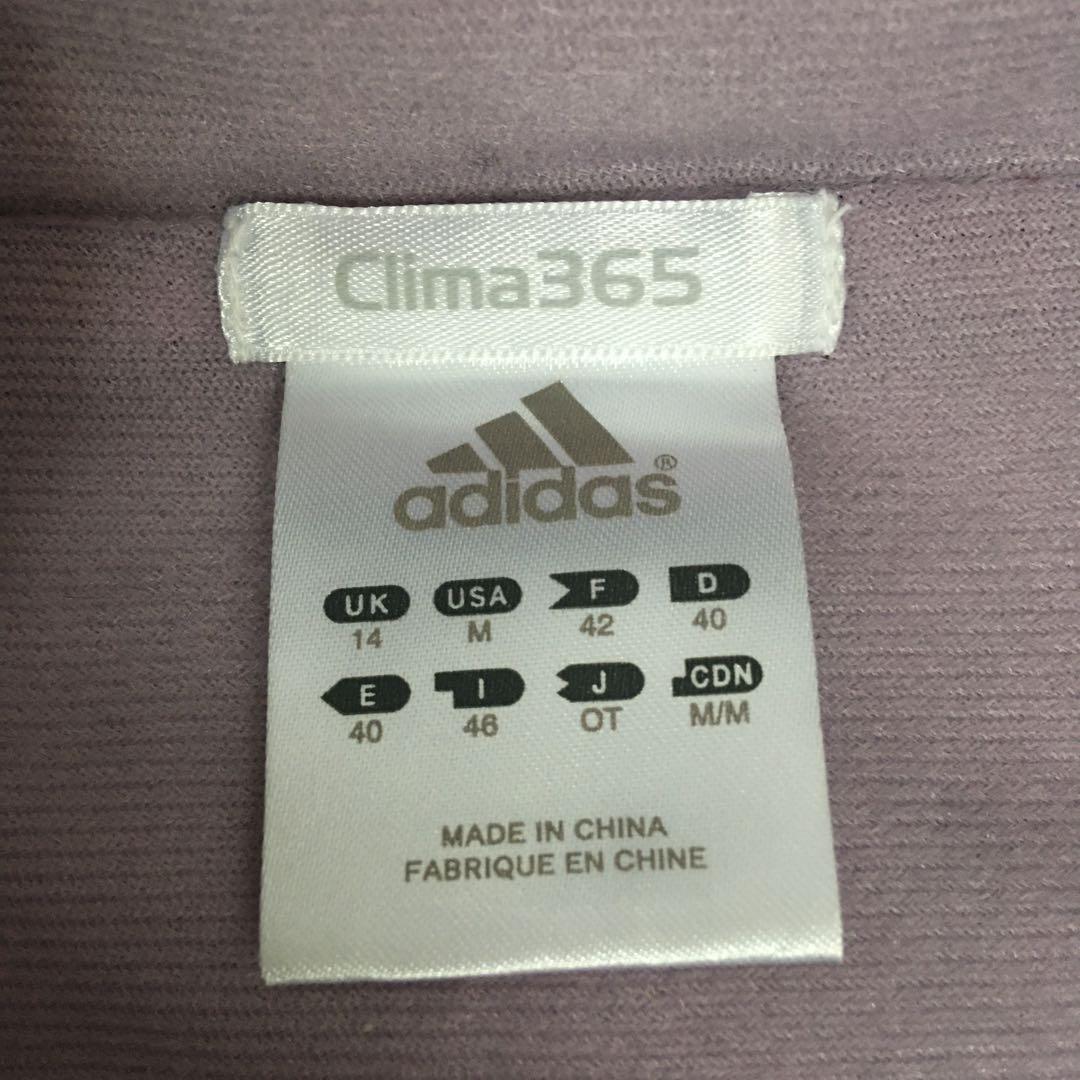 Clima365
adidas®
UK USA F D
14 M 42 40
E I J CDN
40 46 OT M/M
MADE IN CHINA
FABRIQUE EN CHINE